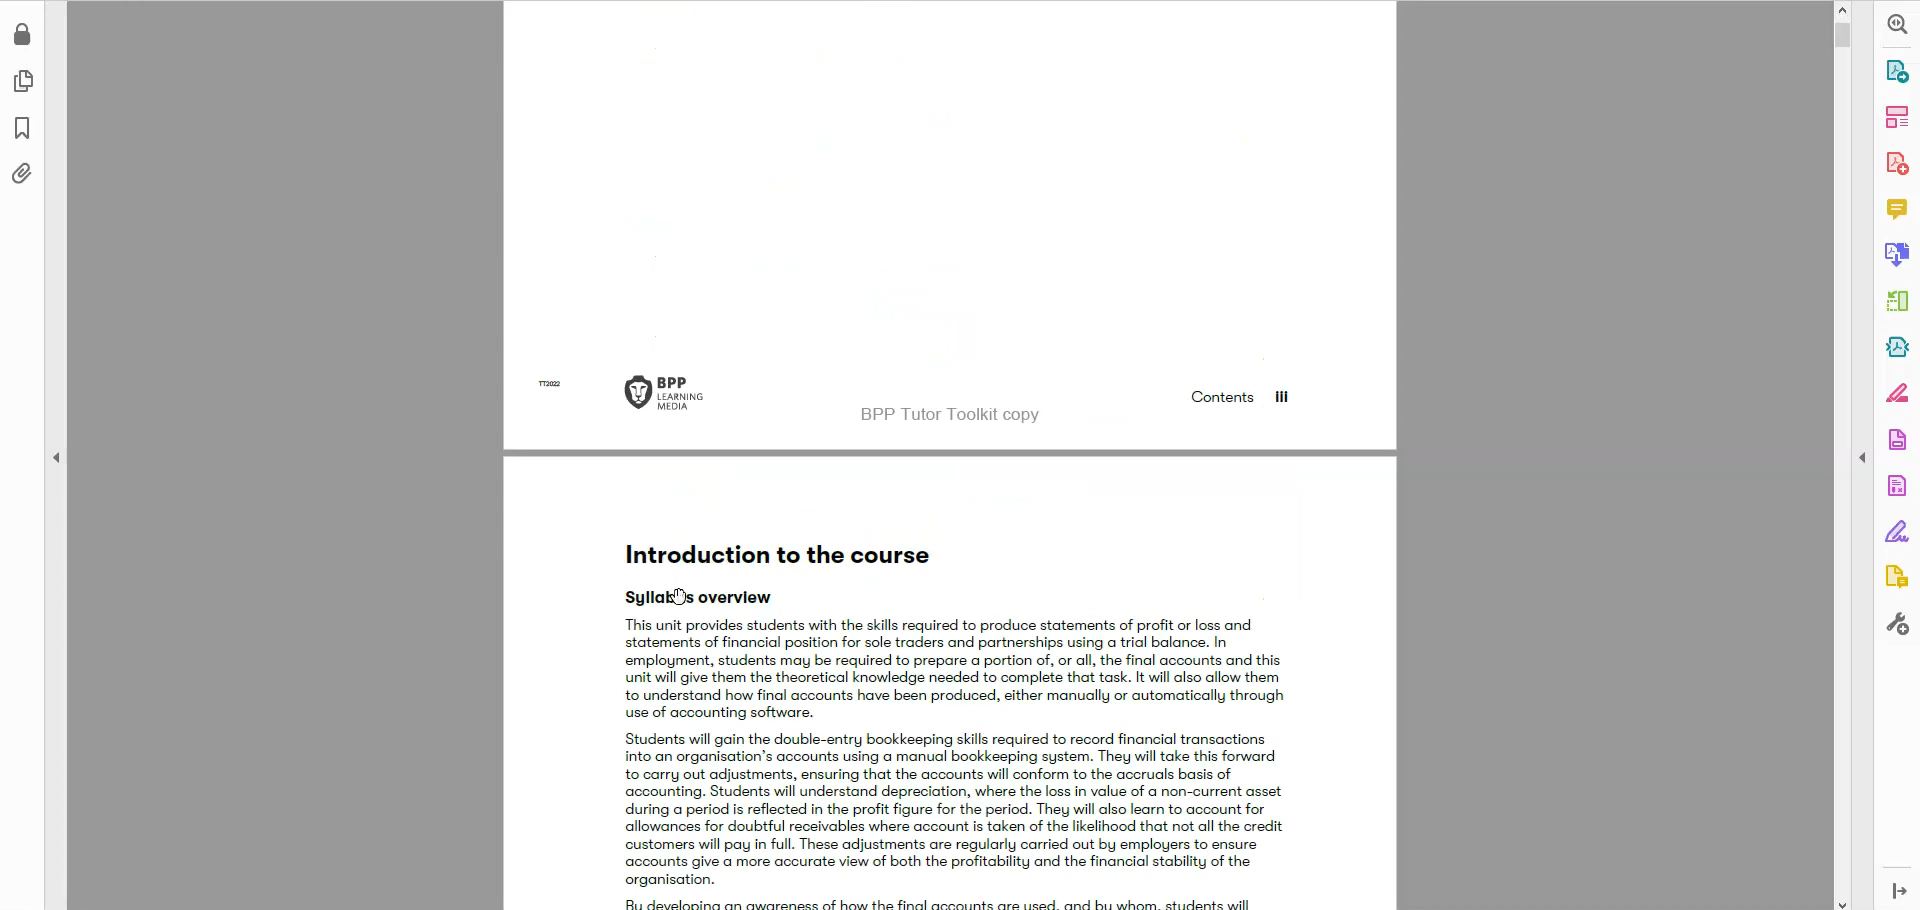 TT2022
BPP
LEARNING
MEDIA
Contents iii
BPP Tutor Toolkit copy
Introduction to the course
Syllabus overview
This unit provides students with the skills required to produce statements of profit or loss and
statements of financial position for sole traders and partnerships using a trial balance. In
employment, students may be required to prepare a portion of, or all, the final accounts and this
unit will give them the theoretical knowledge needed to complete that task. It will also allow them
to understand how final accounts have been produced, either manually or automatically through
use of accounting software.
Students will gain the double-entry bookkeeping skills required to record financial transactions
into an organisation's accounts using a manual bookkeeping system. They will take this forward
to carry out adjustments, ensuring that the accounts will conform to the accruals basis of
accounting. Students will understand depreciation, where the loss in value of a non-current asset
during a period is reflected in the profit figure for the period. They will also learn to account for
allowances for doubtful receivables where account is taken of the likelihood that not all the credit
customers will pay in full. These adjustments are regularly carried out by employers to ensure
accounts give a more accurate view of both the profitability and the financial stability of the
organisation.
By developing an awareness of how the final accounts are used, and by whom, students will